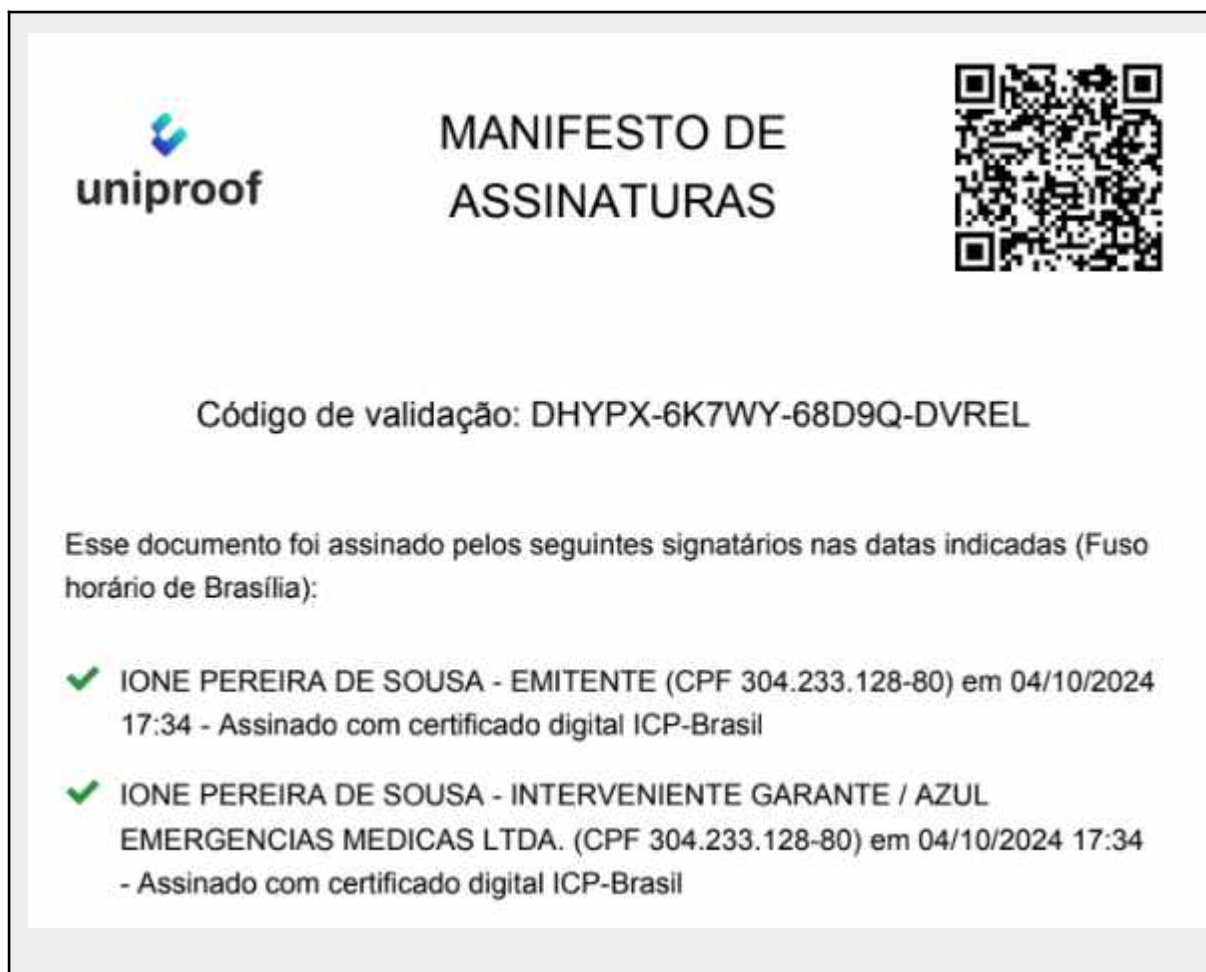 uniproof
MANIFESTO DE
ASSINATURAS
Código de validação: DHYPX-6K7WY-68D9Q-DVREL
Esse documento foi assinado pelos seguintes signatários nas datas indicadas (Fuso
horário de Brasília):
IONE PEREIRA DE SOUSA - EMITENTE (CPF 304.233.128-80) em 04/10/2024
17:34 - Assinado com certificado digital ICP-Brasil
IONE PEREIRA DE SOUSA - INTERVENIENTE GARANTE / AZUL
EMERGENCIAS MEDICAS LTDA. (CPF 304.233.128-80) em 04/10/2024 17:34
- Assinado com certificado digital ICP-Brasil